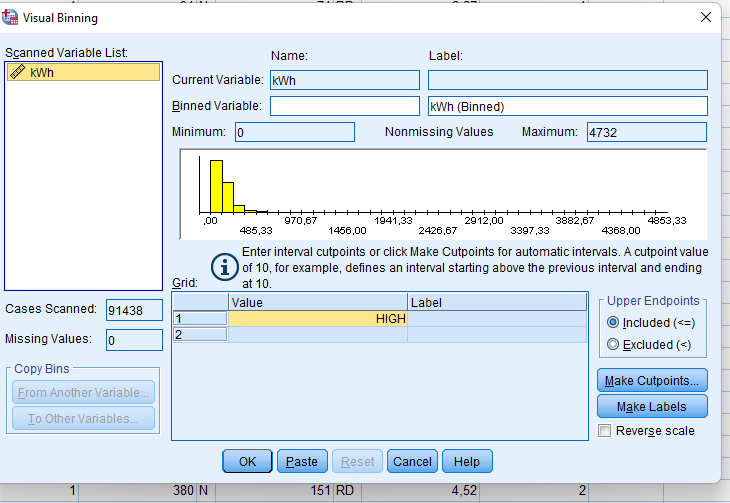 Visual Binning
Scanned Variable List:
kWh
Name:
Label:
Current Variable:
kWh
Binned Variable:
kWh (Binned)
Minimum:
0
Nonmissing Values
Maximum:
4732
,00
970,67
1941,33
2912,00
3882,67
4853,33
485,33
1456,00
2426,67
3397,33
4368,00
Enter interval cutpoints or click Make Cutpoints for automatic intervals. A cutpoint value
of 10, for example, defines an interval starting above the previous interval and ending
at 10.
Grid:
Value
Label
1
HIGH
2
Cases Scanned:
91438
Missing Values:
0
Copy Bins
From Another Variable...
To Other Variables...
Upper Endpoints
Included (<=)
Excluded (<)
Make Cutpoints...
Make Labels
Reverse scale
OK
Paste
Reset
Cancel
Help
1 380 N 151 RD 4,52 2